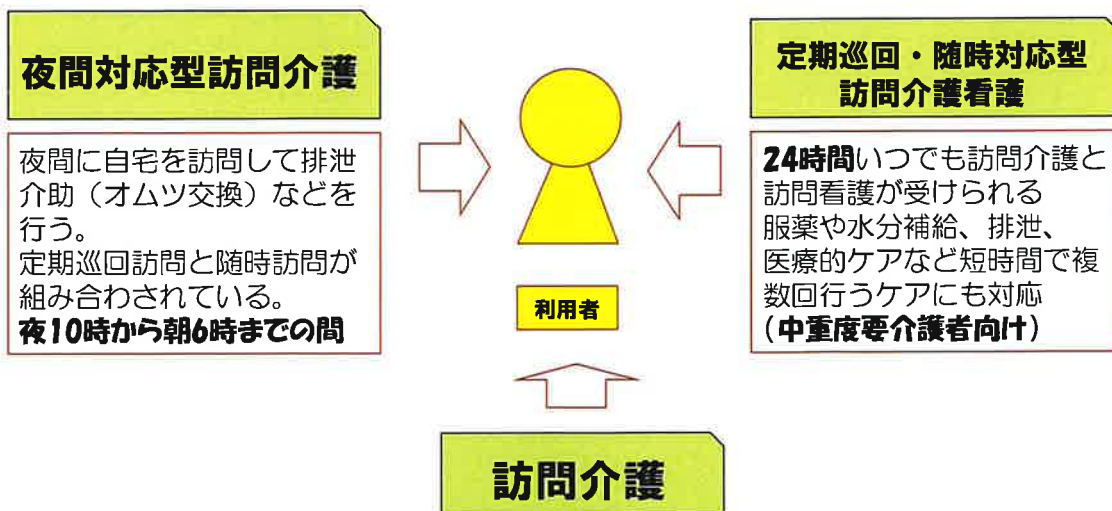 夜間対応型訪問介護
夜間に自宅を訪問して排泄
介助（オムツ交換）などを
行う。
定期巡回訪問と随時訪問が
組み合わされている。
夜10時から朝6時までの間
利用者
定期巡回・随時対応型
訪問介護看護
24時間いつでも訪問介護と
訪問看護が受けられる
服薬や水分補給、排泄、
医療的ケアなど短時間で複
数回行うケアにも対応
（中重度要介護者向け）
訪問介護